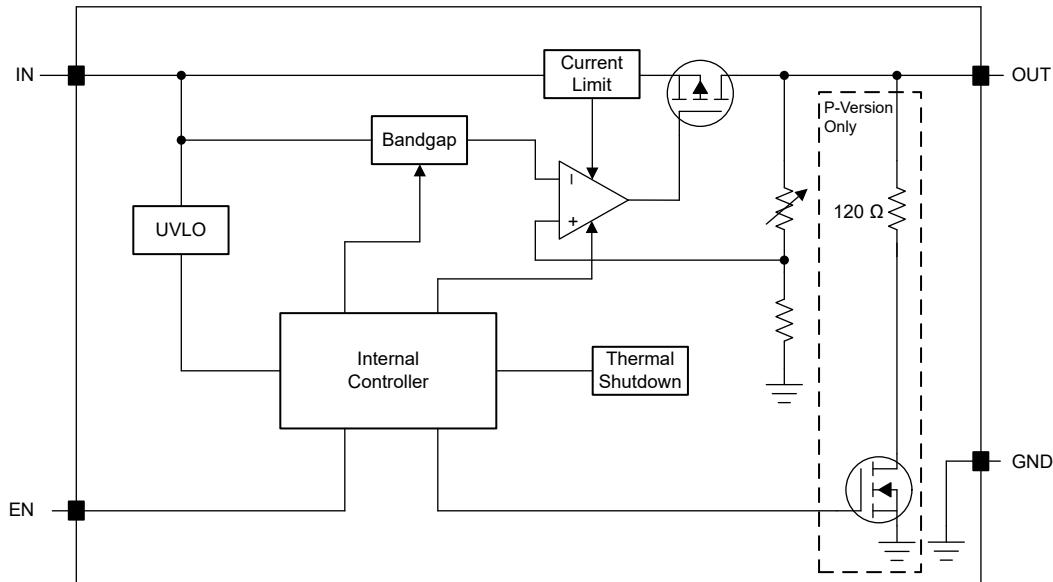 IN
Current
Limit
OUT
P-Version
Only
Bandgap
–
+
120 Ω
UVLO
Internal
Controller
Thermal
Shutdown
GND
EN